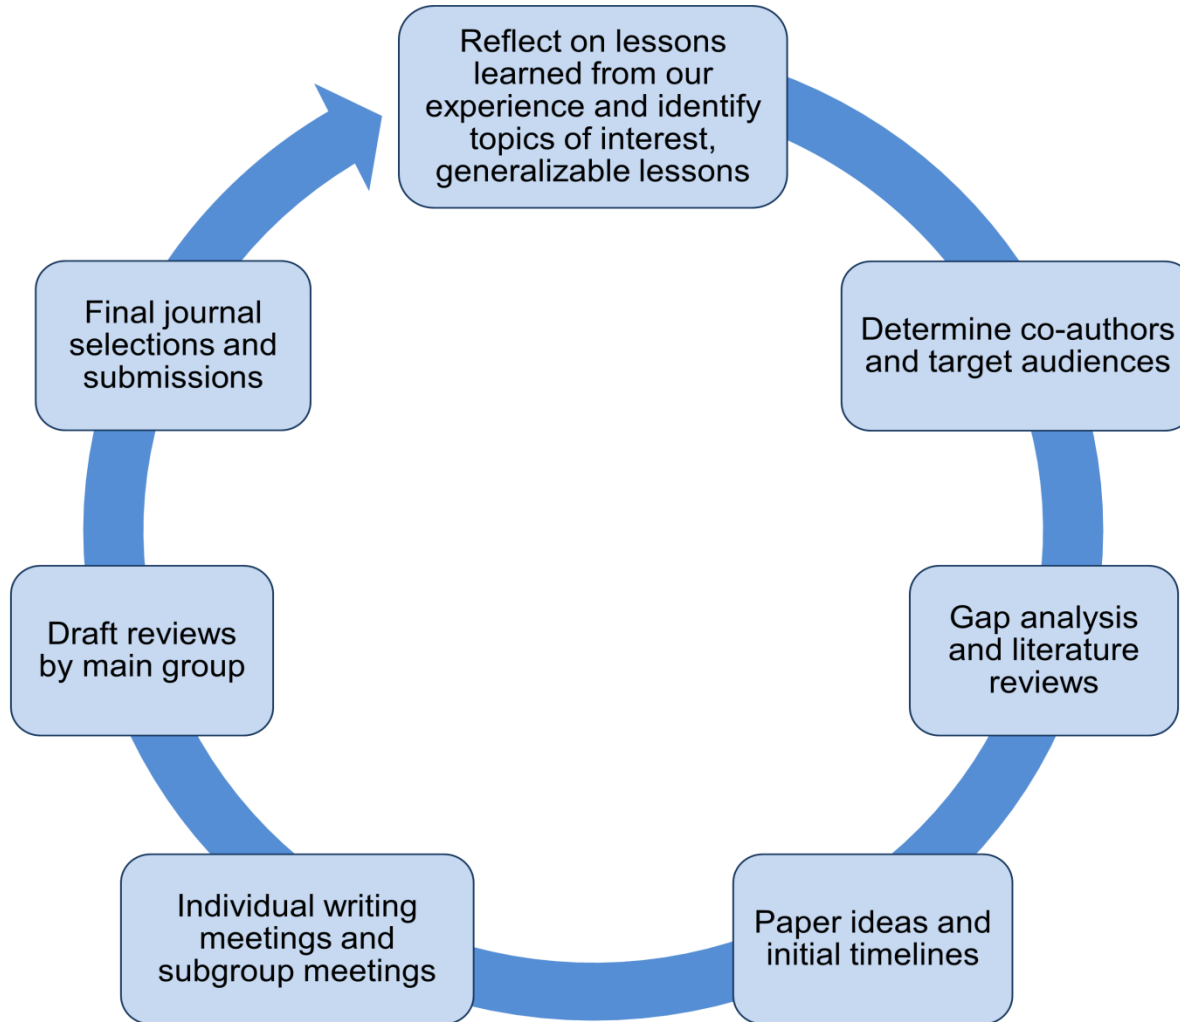 Reflect on lessons
learned from our
experience and identify
topics of interest,
generalizable lessons
Determine co-authors
and target audiences
Gap analysis
and literature
reviews
Paper ideas and
initial timelines
Individual writing
meetings and
subgroup meetings
Draft reviews
by main group
Final journal
selections and
submissions